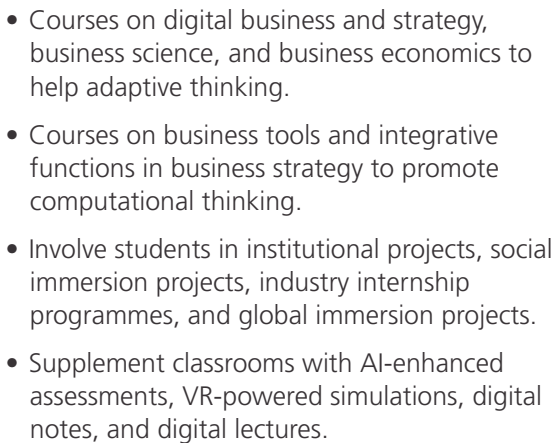 • Courses on digital business and strategy,
business science, and business economics to
help adaptive thinking.
• Courses on business tools and integrative
functions in business strategy to promote
computational thinking.
• Involve students in institutional projects, social
immersion projects, industry internship
programmes, and global immersion projects.
• Supplement classrooms with AI-enhanced
assessments, VR-powered simulations, digital
notes, and digital lectures.